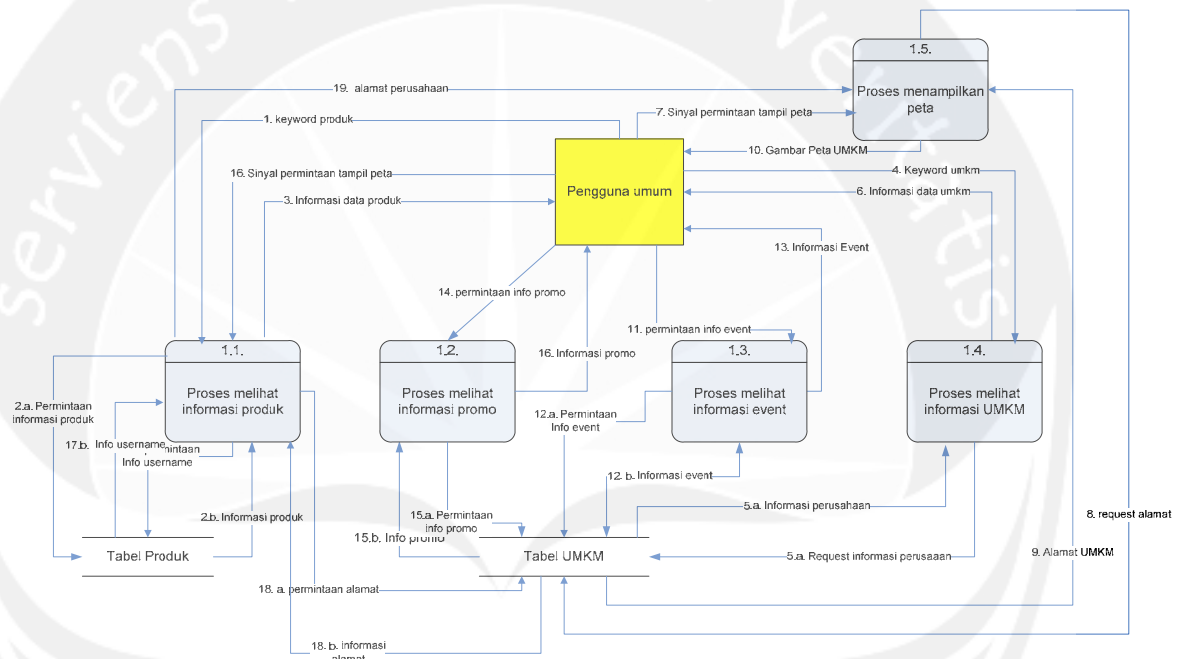 serviens
veritatis
1.5.
Proses menampilkan
peta
19. alamat perusahaan
7. Sinyal permintaan tampil peta
1. keyword produk
10. Gambar Peta UMKM
4. Keyword umkm
16. Sinyal permintaan tampil peta
Pengguna umum
6. Informasi data umkm
3. Informasi data produk
13. Informasi Event
14. permintaan info promo
11. permintaan info event
16. Informasi promo
1.1.
Proses melihat
informasi produk
1.2.
Proses melihat
informasi promo
1.3.
Proses melihat
informasi event
1.4.
Proses melihat
informasi UMKM
2.a. Permintaan
informasi produk
12.a. Permintaan
Info event
17.b. Info username
mintaan
Info username
12. b. Informasi event
5.a. Informasi perusahaan
2.b. Informasi produk
15.a. Permintaan
info promo
15.b. Info promo
8. request alamat
Tabel Produk
Tabel UMKM
5.a. Request informasi perusaaan
9. Alamat UMKM
18. a. permintaan alamat
18. b. Informasi
alamat